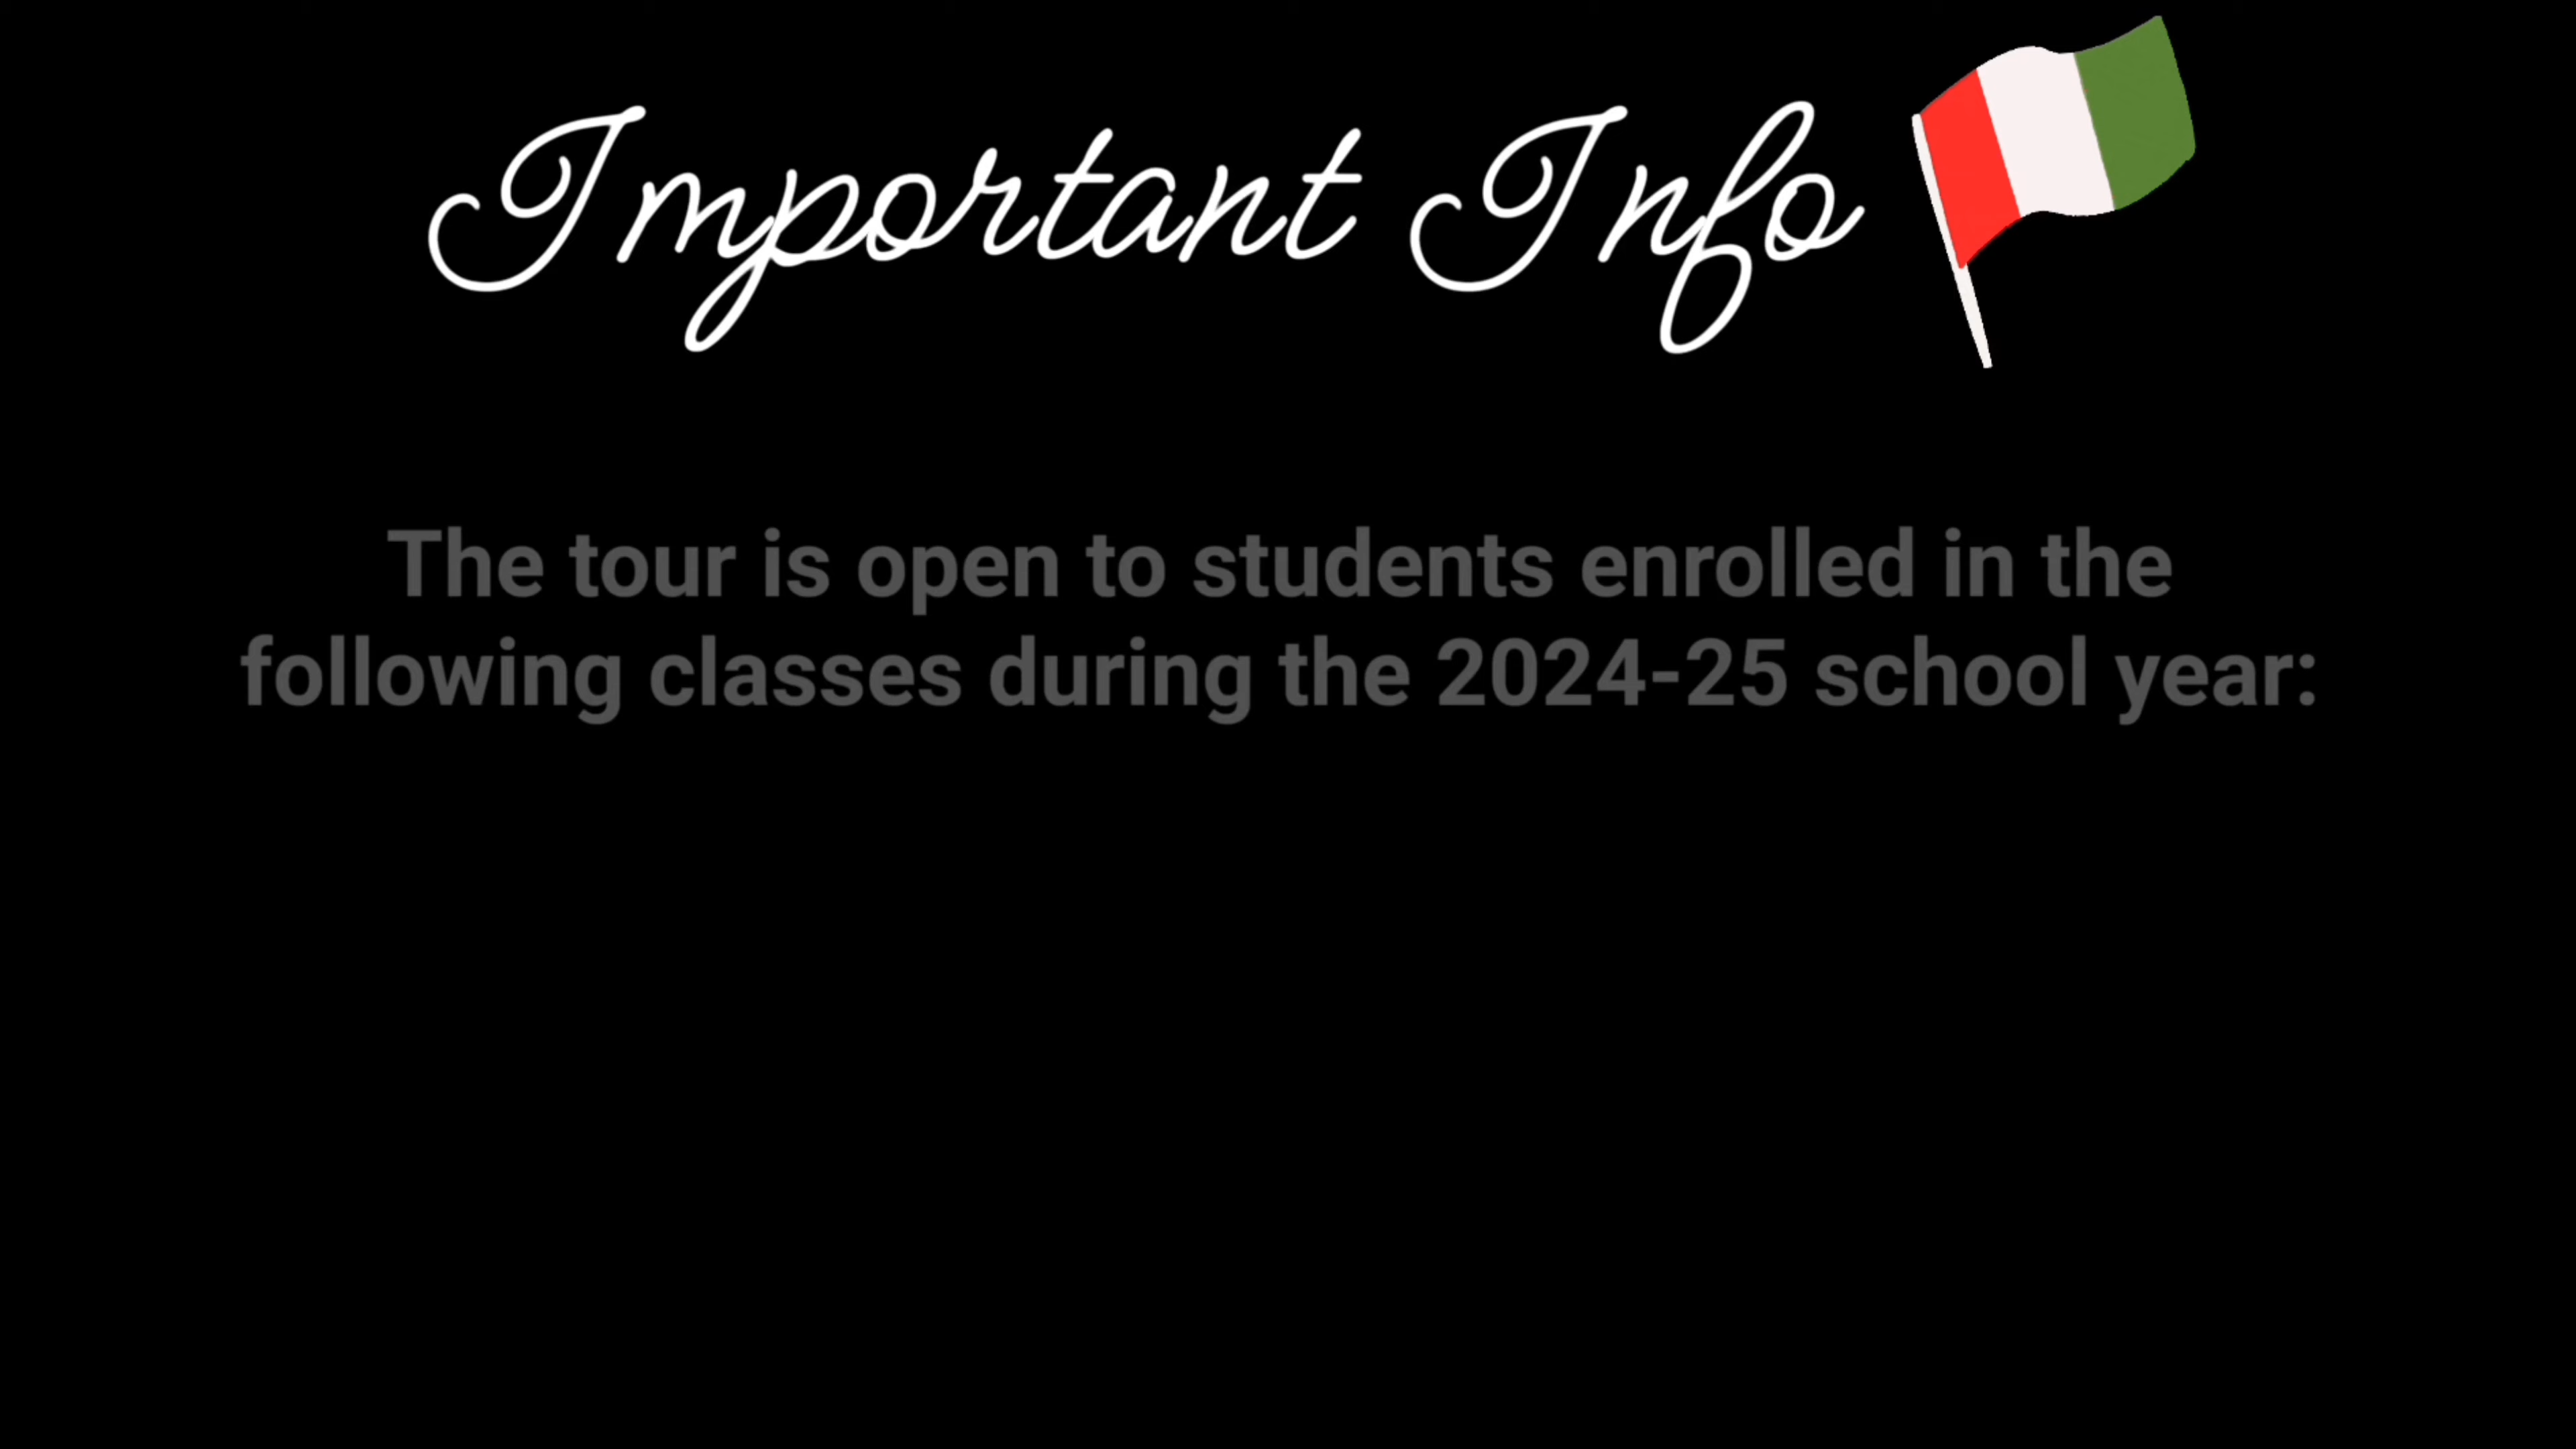 Important Info
The tour is open to students enrolled in the
following classes during the 2024-25 school year: